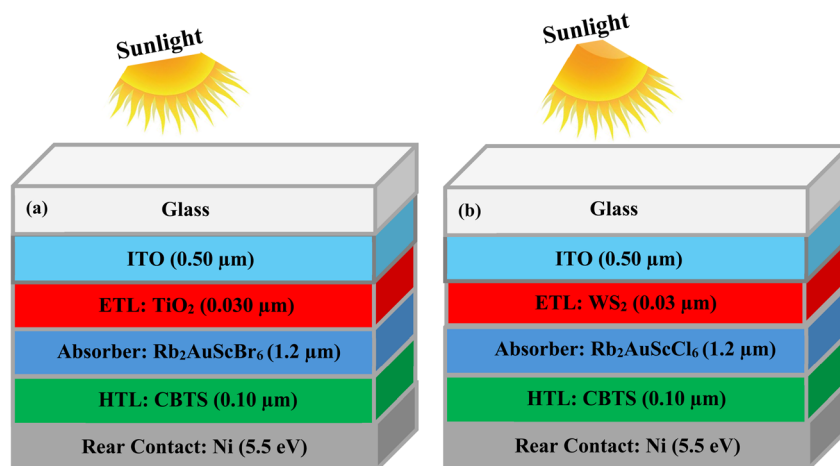 Sunlight
(a)
Glass
ITO (0.50 µm)
ETL: TiO₂ (0.030 µm)
Absorber: Rb₂AuScBr₆ (1.2 µm)
HTL: CBTS (0.10 µm)
Rear Contact: Ni (5.5 eV)
Sunlight
(b)
Glass
ITO (0.50 µm)
ETL: WS₂ (0.03 µm)
Absorber: Rb₂AuScCl₆ (1.2 µm)
HTL: CBTS (0.10 µm)
Rear Contact: Ni (5.5 eV)